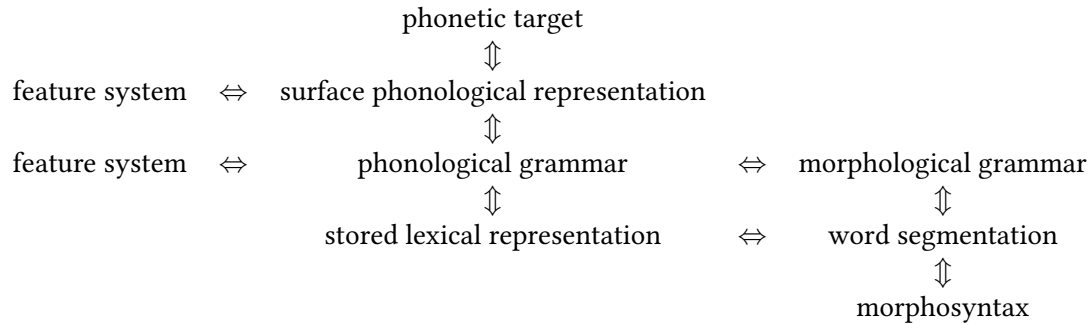 phonetic target
⇕
feature system ⇔ surface phonological representation
⇕
feature system ⇔ phonological grammar ⇔ morphological grammar
⇕ ⇕
stored lexical representation ⇔ word segmentation
⇕
morphosyntax